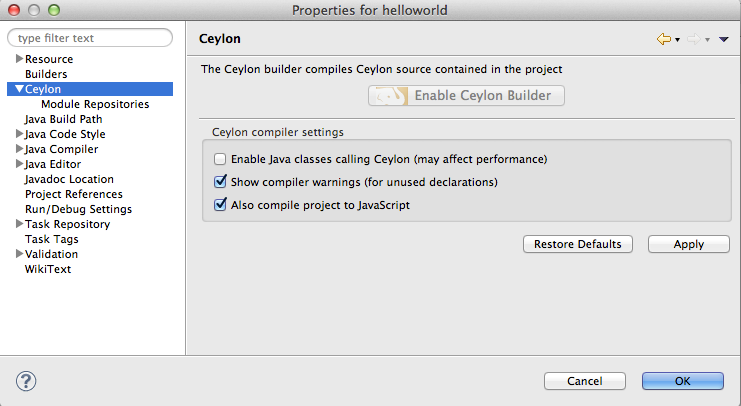 Properties for helloworld
type filter text
Resource
Builders
Ceylon
Module Repositories
Java Build Path
Java Code Style
Java Compiler
Java Editor
Javadoc Location
Project References
Run/Debug Settings
Task Repository
Task Tags
Validation
WikiText
Ceylon
The Ceylon builder compiles Ceylon source contained in the project
Enable Ceylon Builder
Ceylon compiler settings
Enable Java classes calling Ceylon (may affect performance)
Show compiler warnings (for unused declarations)
Also compile project to JavaScript
Restore Defaults
Apply
?
Cancel
OK